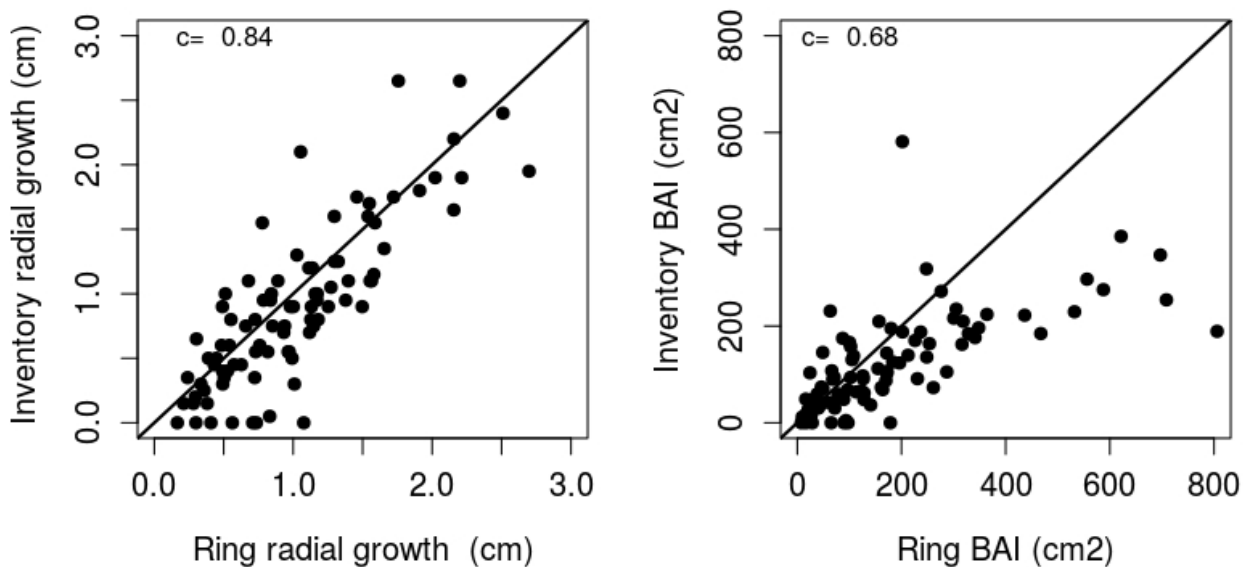 c= 0.84
Inventory radial growth (cm)
3.0
2.0
1.0
0.0
0.0 1.0 2.0 3.0
Ring radial growth (cm)
c= 0.68
Inventory BAI (cm2)
800
600
400
200
0
0 200 400 600 800
Ring BAI (cm2)